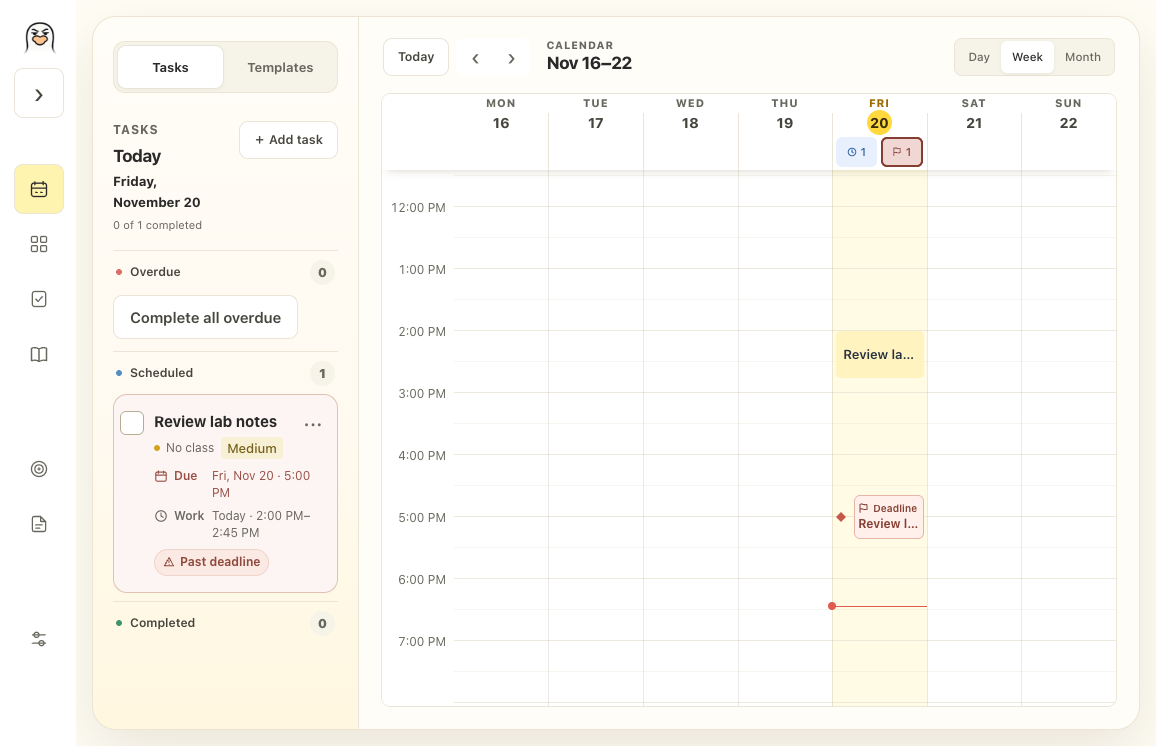 Tasks
Templates
TASKS
Today
Friday,
November 20
0 of 1 completed
+ Add task
Overdue
0
Complete all overdue
Scheduled
1
Review lab notes
...
No class
Medium
Due
Fri, Nov 20 · 5:00
PM
Work
Today · 2:00 PM–
2:45 PM
Past deadline
Completed
0
Today
CALENDAR
Nov 16–22
Day
Week
Month
MON
16
TUE
17
WED
18
THU
19
FRI
20
SAT
21
SUN
22
1
1
12:00 PM
1:00 PM
2:00 PM
Review la...
3:00 PM
4:00 PM
5:00 PM
Deadline
Review l...
6:00 PM
7:00 PM